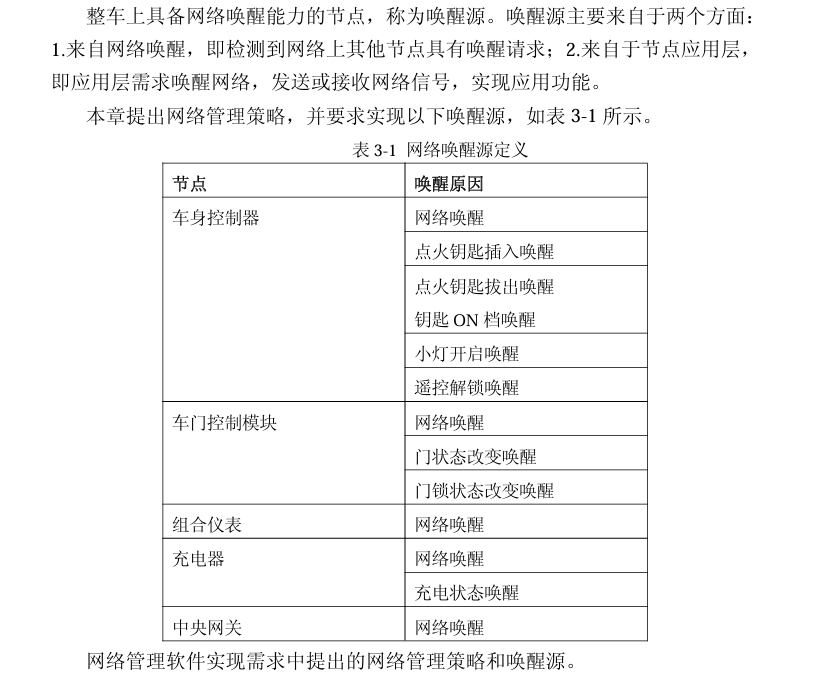 整车上具备网络唤醒能力的节点，称为唤醒源。唤醒源主要来自于两个方面：
1.来自网络唤醒，即检测到网络上其他节点具有唤醒请求；2.来自于节点应用层，
即应用层需求唤醒网络，发送或接收网络信号，实现应用功能。
本章提出网络管理策略，并要求实现以下唤醒源，如表 3-1 所示。
表 3-1 网络唤醒源定义
节点 唤醒原因
车身控制器 网络唤醒
点火钥匙插入唤醒
点火钥匙拔出唤醒
钥匙 ON 档唤醒
小灯开启唤醒
遥控解锁唤醒
车门控制模块 网络唤醒
门状态改变唤醒
门锁状态改变唤醒
组合仪表 网络唤醒
充电器 网络唤醒
充电状态唤醒
中央网关 网络唤醒
网络管理软件实现需求中提出的网络管理策略和唤醒源。